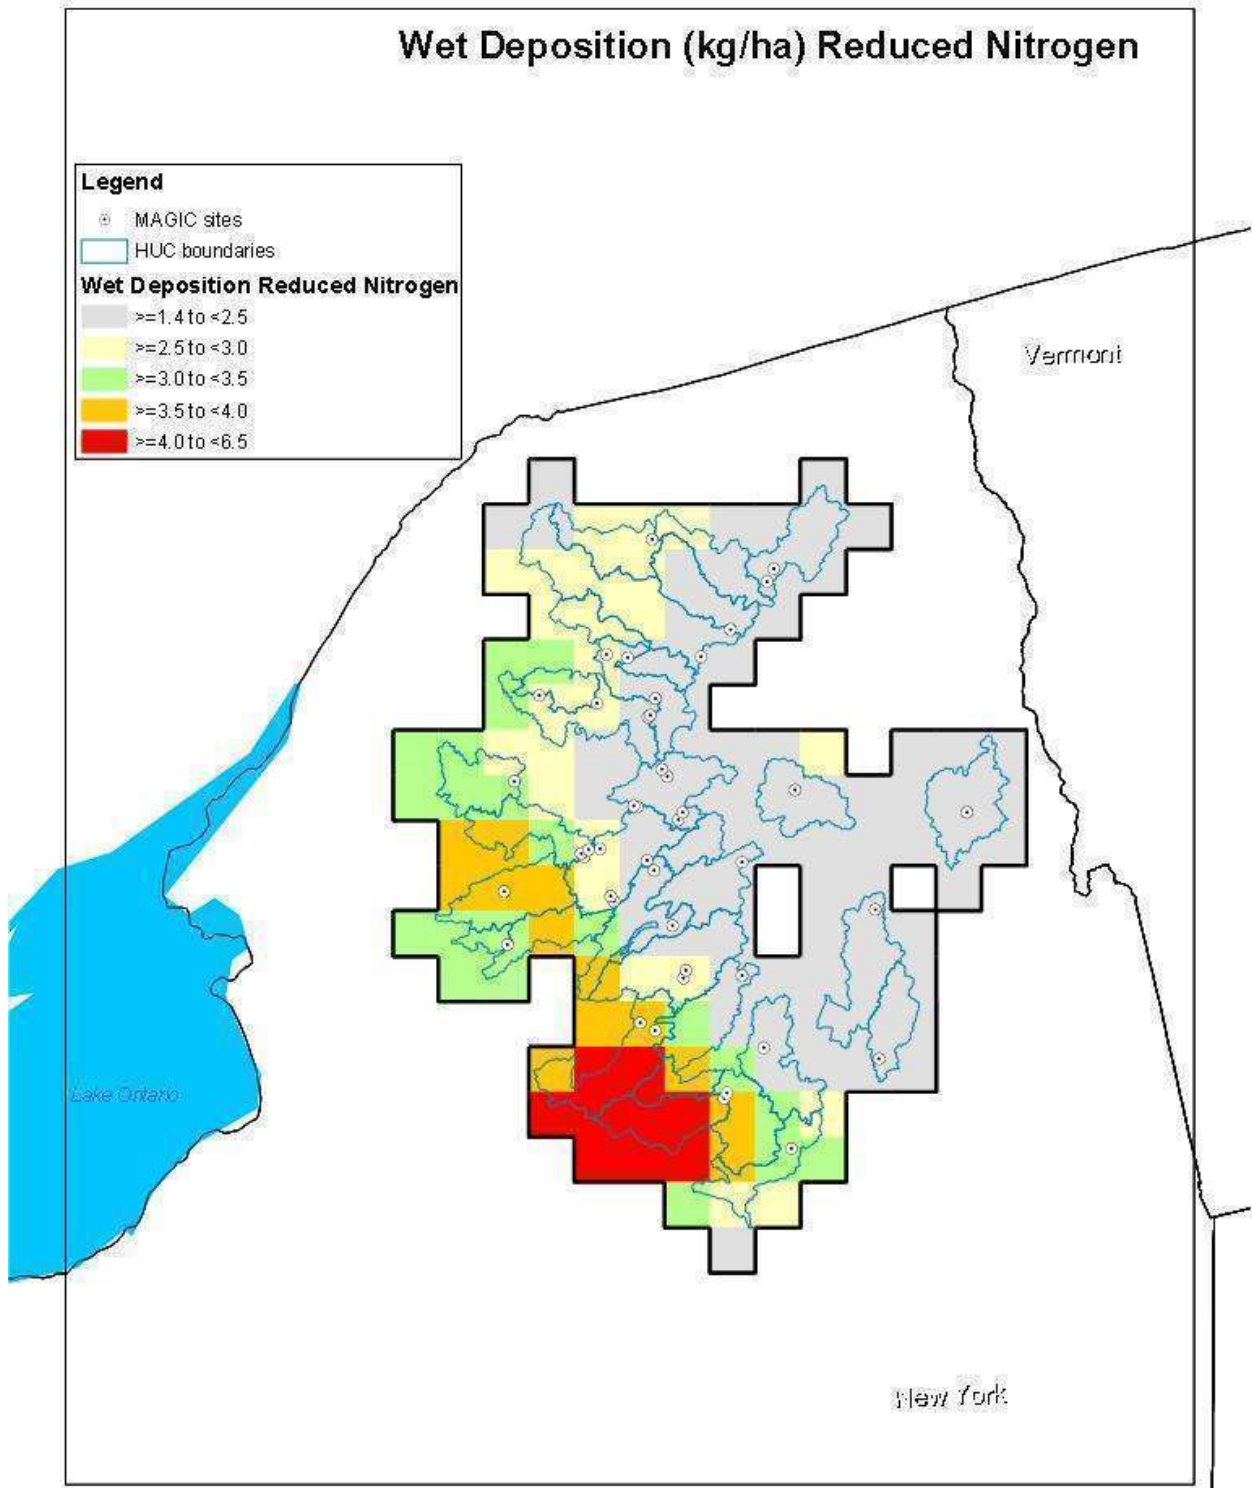 Wet Deposition (kg/ha) Reduced Nitrogen
Legend
MAGIC sites
HUC boundaries
Wet Deposition Reduced Nitrogen
>=1.4 to <2.5
>=2.5 to <3.0
>=3.0 to <3.5
>=3.5 to <4.0
>=4.0 to <6.5
Vermont
Lake Ontario
New York